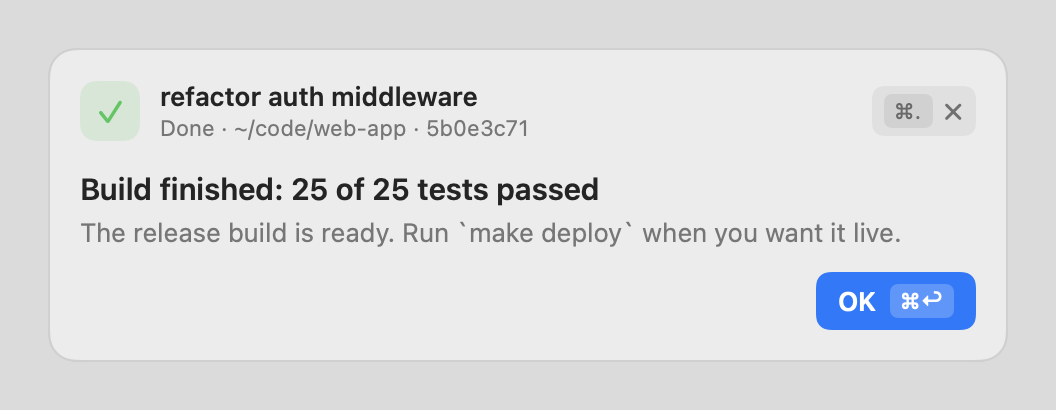 refactor auth middleware
Done · ~/code/web-app · 5b0e3c71
⌘.
Build finished: 25 of 25 tests passed
The release build is ready. Run `make deploy` when you want it live.
OK ⌘↩